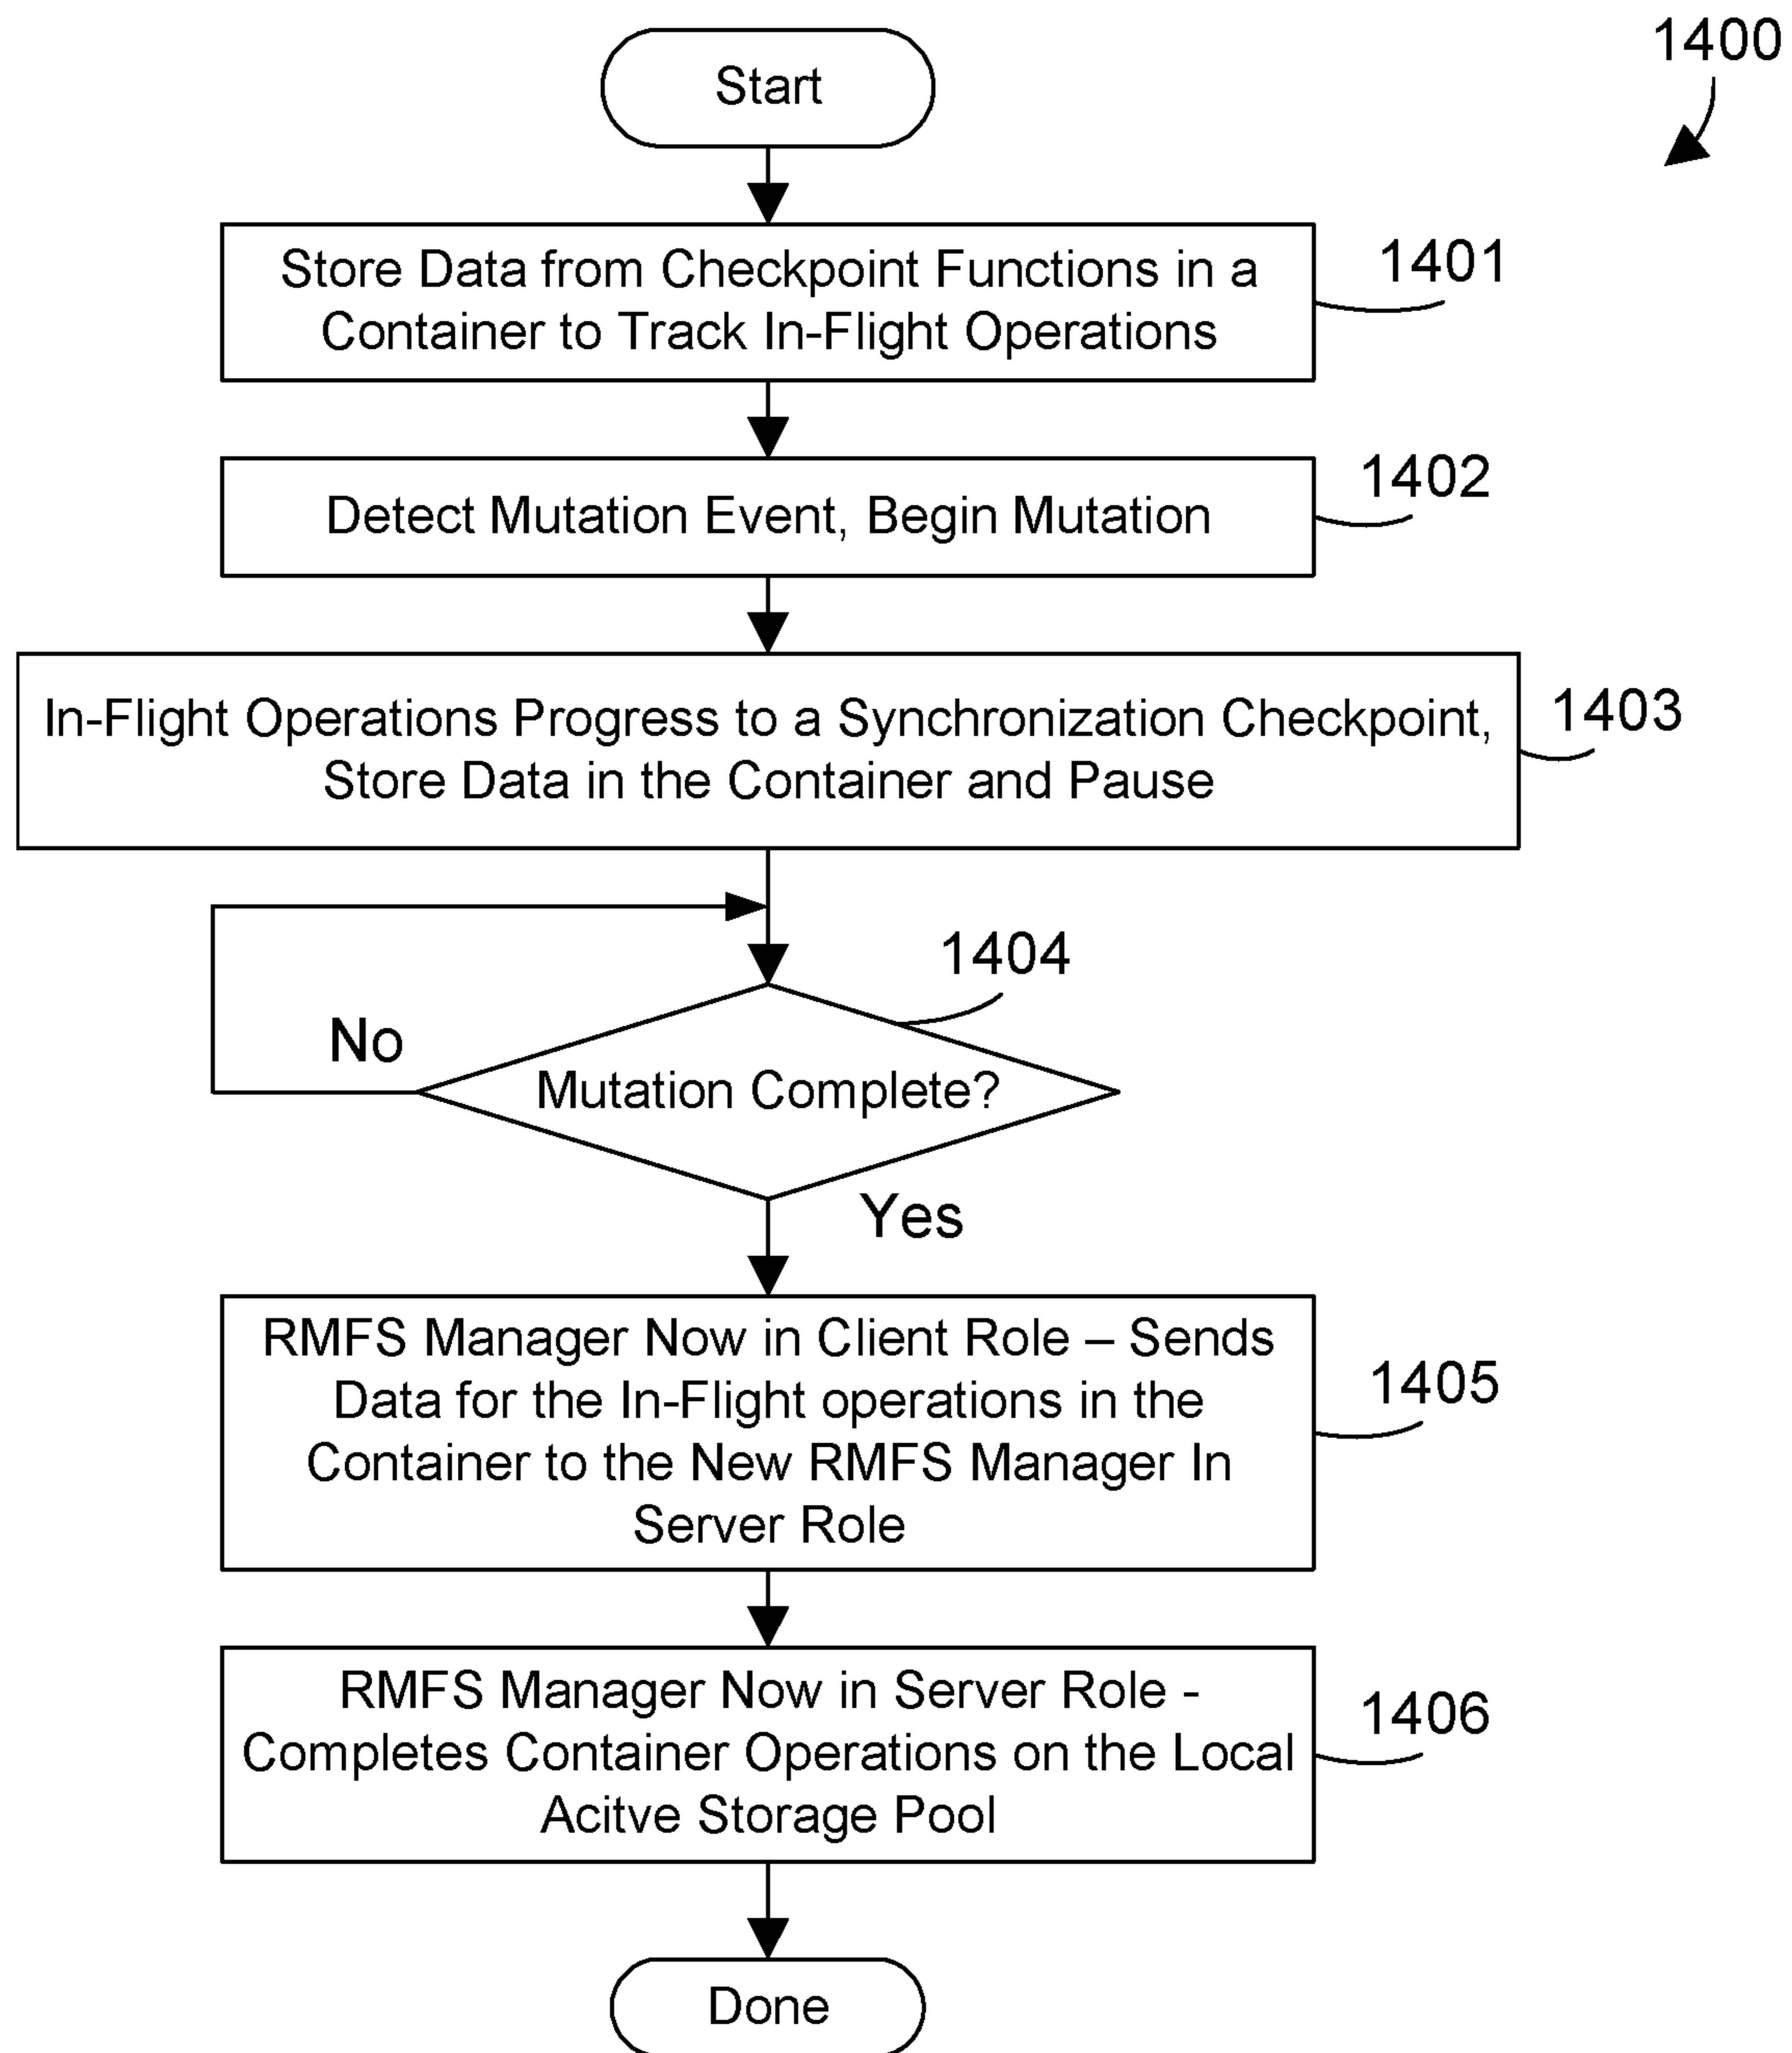 1400
Start
Store Data from Checkpoint Functions in a
Container to Track In-Flight Operations
1401
Detect Mutation Event, Begin Mutation
1402
In-Flight Operations Progress to a Synchronization Checkpoint,
Store Data in the Container and Pause
1403
1404
No
Mutation Complete?
Yes
RMFS Manager Now in Client Role – Sends
Data for the In-Flight operations in the
Container to the New RMFS Manager In
Server Role
1405
RMFS Manager Now in Server Role -
Completes Container Operations on the Local
Acitve Storage Pool
1406
Done